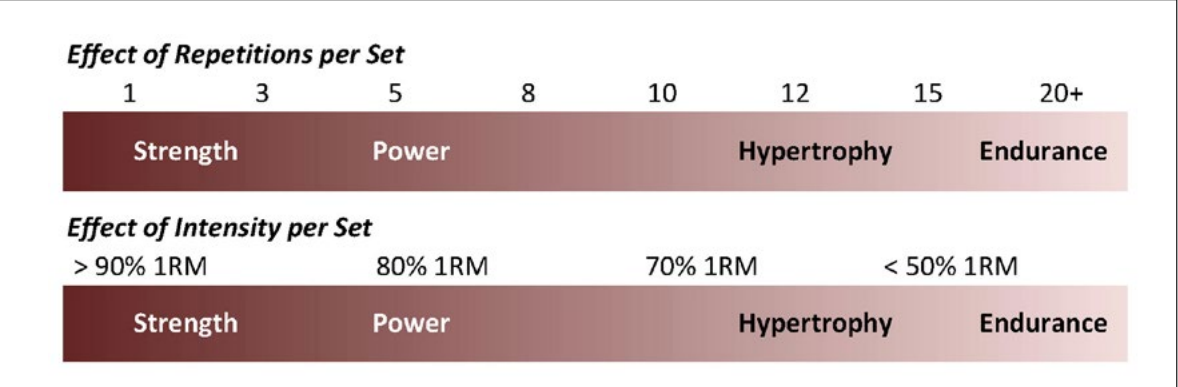 Effect of Repetitions per Set
1 3 5 8 10 12 15 20+
Strength Power Hypertrophy Endurance
Effect of Intensity per Set
> 90% 1RM 80% 1RM 70% 1RM < 50% 1RM
Strength Power Hypertrophy Endurance